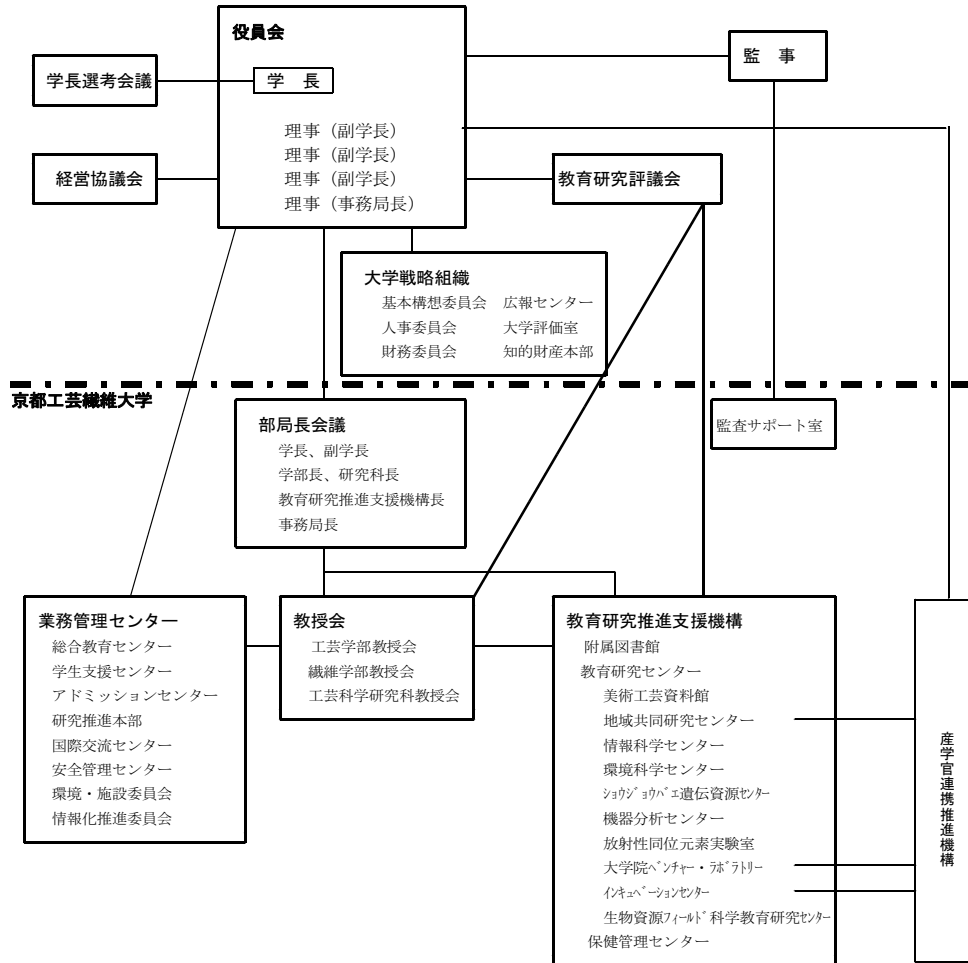 役員会
学長選考会議
学　長
監　事
理事（副学長）
理事（副学長）
理事（副学長）
理事（事務局長）
経営協議会
教育研究評議会
大学戦略組織
基本構想委員会　広報センター
人事委員会　大学評価室
財務委員会　知的財産本部
京都工芸繊維大学
部局長会議
学長、副学長
学部長、研究科長
教育研究推進支援機構長
事務局長
監査サポート室
業務管理センター
総合教育センター
学生支援センター
アドミッションセンター
研究推進本部
国際交流センター
安全管理センター
環境・施設委員会
情報化推進委員会
教授会
工芸学部教授会
繊維学部教授会
工芸科学研究科教授会
教育研究推進支援機構
附属図書館
教育研究センター
美術工芸資料館
地域共同研究センター
情報科学センター
環境科学センター
ｼｮｳｼﾞｮｳﾊﾞｴ遺伝資源ｾﾝﾀｰ
機器分析センター
放射性同位元素実験室
大学院ﾍﾞﾝﾁｬｰ・ﾗﾎﾞﾗﾄﾘｰ
ｲﾝｷｭﾍﾞｰｼｮﾝｾﾝﾀｰ
生物資源ﾌｨｰﾙﾄﾞ科学教育研究ｾﾝﾀｰ
保健管理センター
産学官連携推進機構